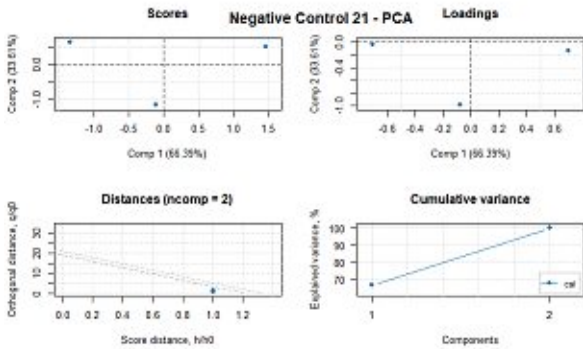 Negative Control 21 - PCA
Scores
Comp 2 (33.61%)
0.0
-1.0
-1.0
0.0
0.5
1.0
1.5
Comp 1 (66.39%)
Loadings
Comp 2 (33.61%)
0.0
-0.4
-1.0
-0.6
-0.4
-0.2
0.0
0.2
0.4
0.6
Comp 1 (66.39%)
Distances (ncomp = 2)
Orthogonal distance, q/q0
30
20
10
0
0.0
0.2
0.4
0.6
0.8
1.0
1.2
Score distance, h/h0
Cumulative variance
Explained variance, %
100
90
80
70
cal
1
2
Components